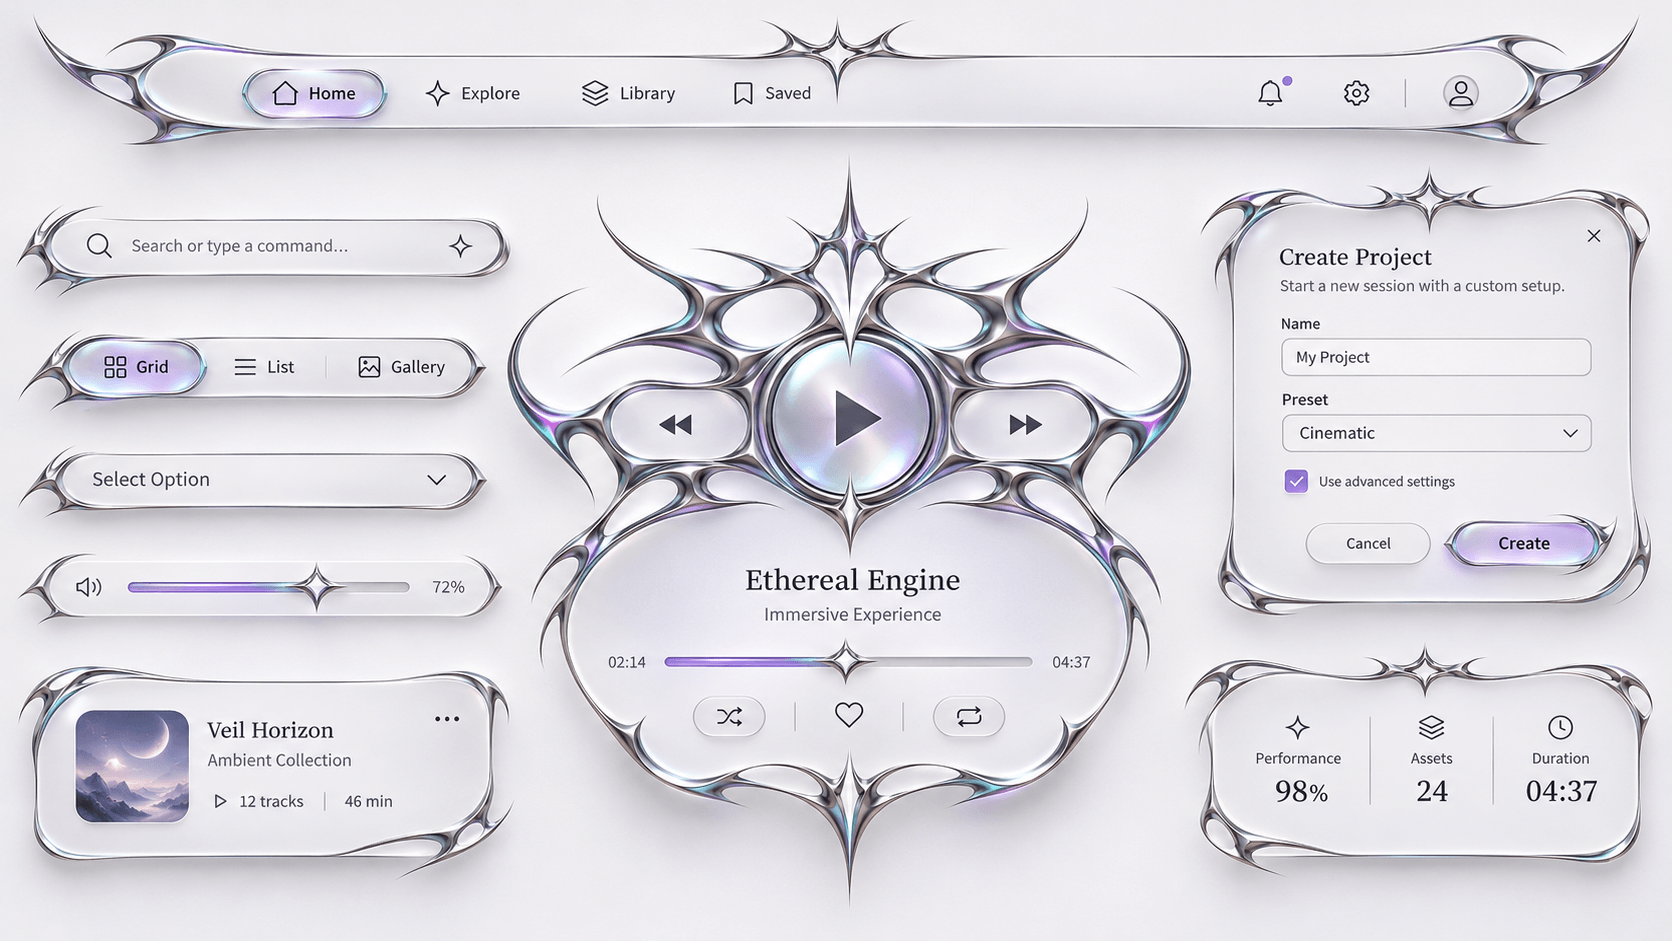 Home
Explore
Library
Saved
Search or type a command...
Grid
List
Gallery
Select Option
72%
Veil Horizon
Ambient Collection
12 tracks
46 min
Ethereal Engine
Immersive Experience
02:14
04:37
Create Project
Start a new session with a custom setup.
Name
My Project
Preset
Cinematic
Use advanced settings
Cancel
Create
Performance
98%
Assets
24
Duration
04:37